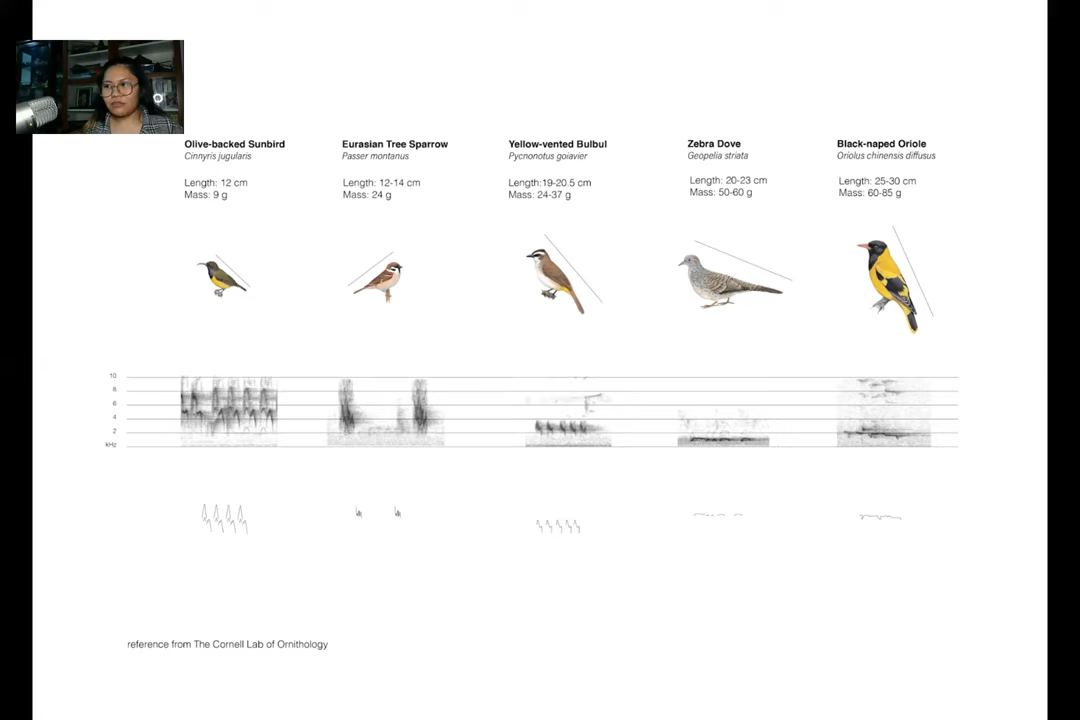 Olive-backed Sunbird
Cinnyris jugularis
Length: 12 cm
Mass: 9 g
Eurasian Tree Sparrow
Passer montanus
Length: 12-14 cm
Mass: 24 g
Yellow-vented Bulbul
Pycnonotus goiavier
Length:19-20.5 cm
Mass: 24-37 g
Zebra Dove
Geopelia striata
Length: 20-23 cm
Mass: 50-60 g
Black-naped Oriole
Oriolus chinensis diffusus
Length: 25-30 cm
Mass: 60-85 g
10
8
6
4
2
kHz
reference from The Cornell Lab of Ornithology